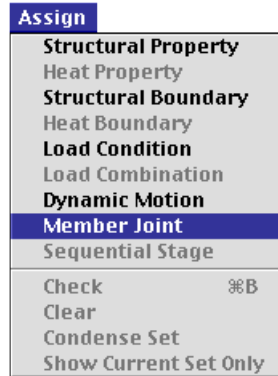 Assign
Structural Property
Heat Property
Structural Boundary
Heat Boundary
Load Condition
Load Combination
Dynamic Motion
Member Joint
Sequential Stage
Check ⌘B
Clear
Condense Set
Show Current Set Only